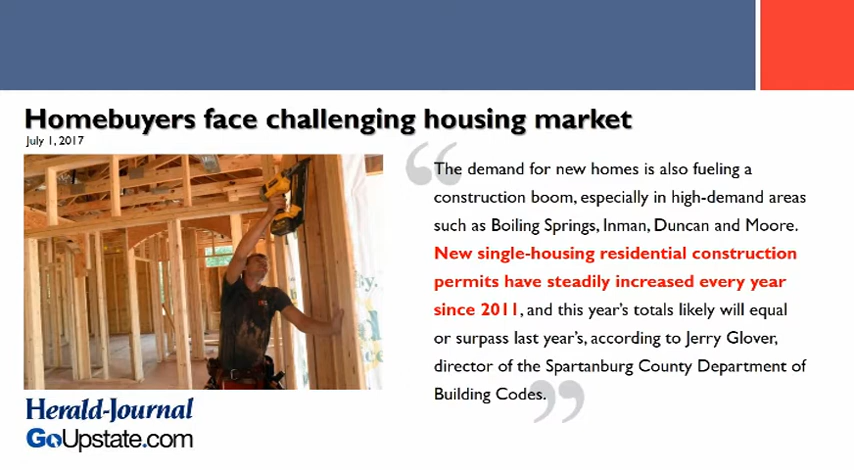 Homebuyers face challenging housing market
July 1, 2017
“
The demand for new homes is also fueling a
construction boom, especially in high-demand areas
such as Boiling Springs, Inman, Duncan and Moore.
New single-housing residential construction
permits have steadily increased every year
since 2011, and this year’s totals likely will equal
or surpass last year’s, according to Jerry Glover,
director of the Spartanburg County Department of
Building Codes.
”
Herald-Journal
GoUpstate.com